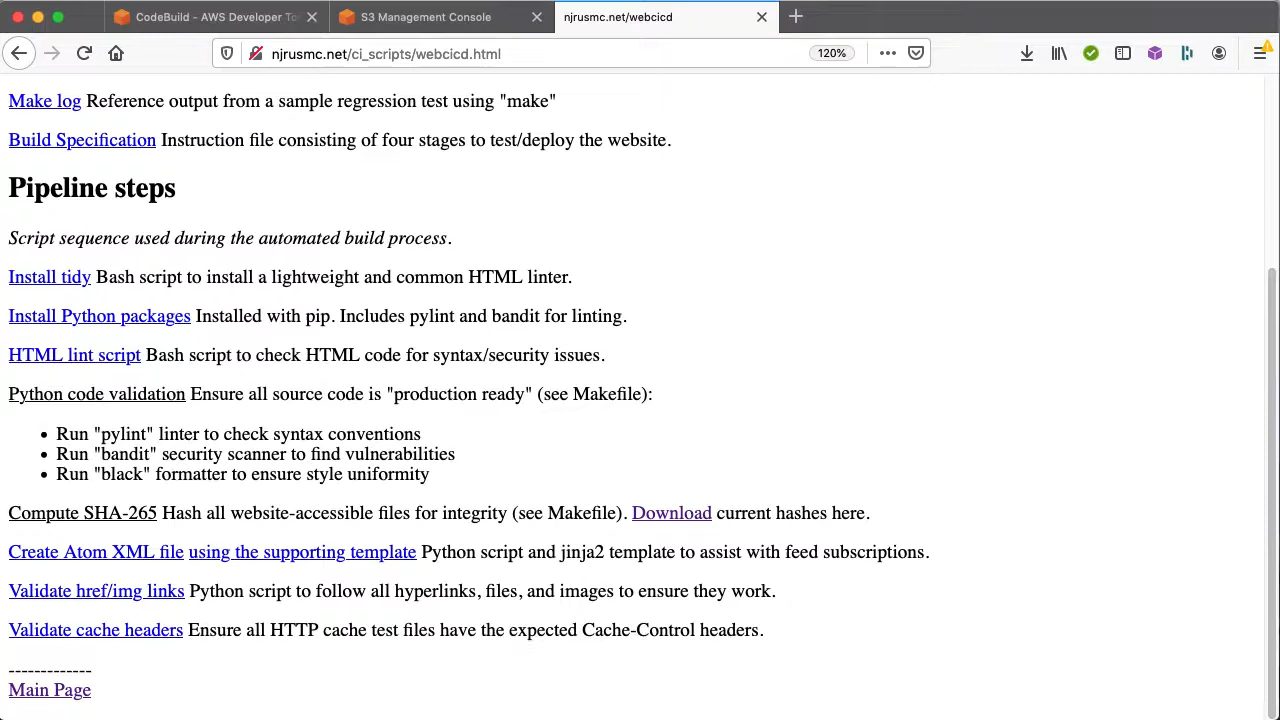 CodeBuild - AWS Developer To
S3 Management Console
njrusmc.net/webcicd
njrusmc.net/ci_scripts/webcicd.html
120%
Make log Reference output from a sample regression test using "make"
Build Specification Instruction file consisting of four stages to test/deploy the website.
Pipeline steps
Script sequence used during the automated build process.
Install tidy Bash script to install a lightweight and common HTML linter.
Install Python packages Installed with pip. Includes pylint and bandit for linting.
HTML lint script Bash script to check HTML code for syntax/security issues.
Python code validation Ensure all source code is "production ready" (see Makefile):
• Run "pylint" linter to check syntax conventions
• Run "bandit" security scanner to find vulnerabilities
• Run "black" formatter to ensure style uniformity
Compute SHA-265 Hash all website-accessible files for integrity (see Makefile). Download current hashes here.
Create Atom XML file using the supporting template Python script and jinja2 template to assist with feed subscriptions.
Validate href/img links Python script to follow all hyperlinks, files, and images to ensure they work.
Validate cache headers Ensure all HTTP cache test files have the expected Cache-Control headers.
-------------
Main Page